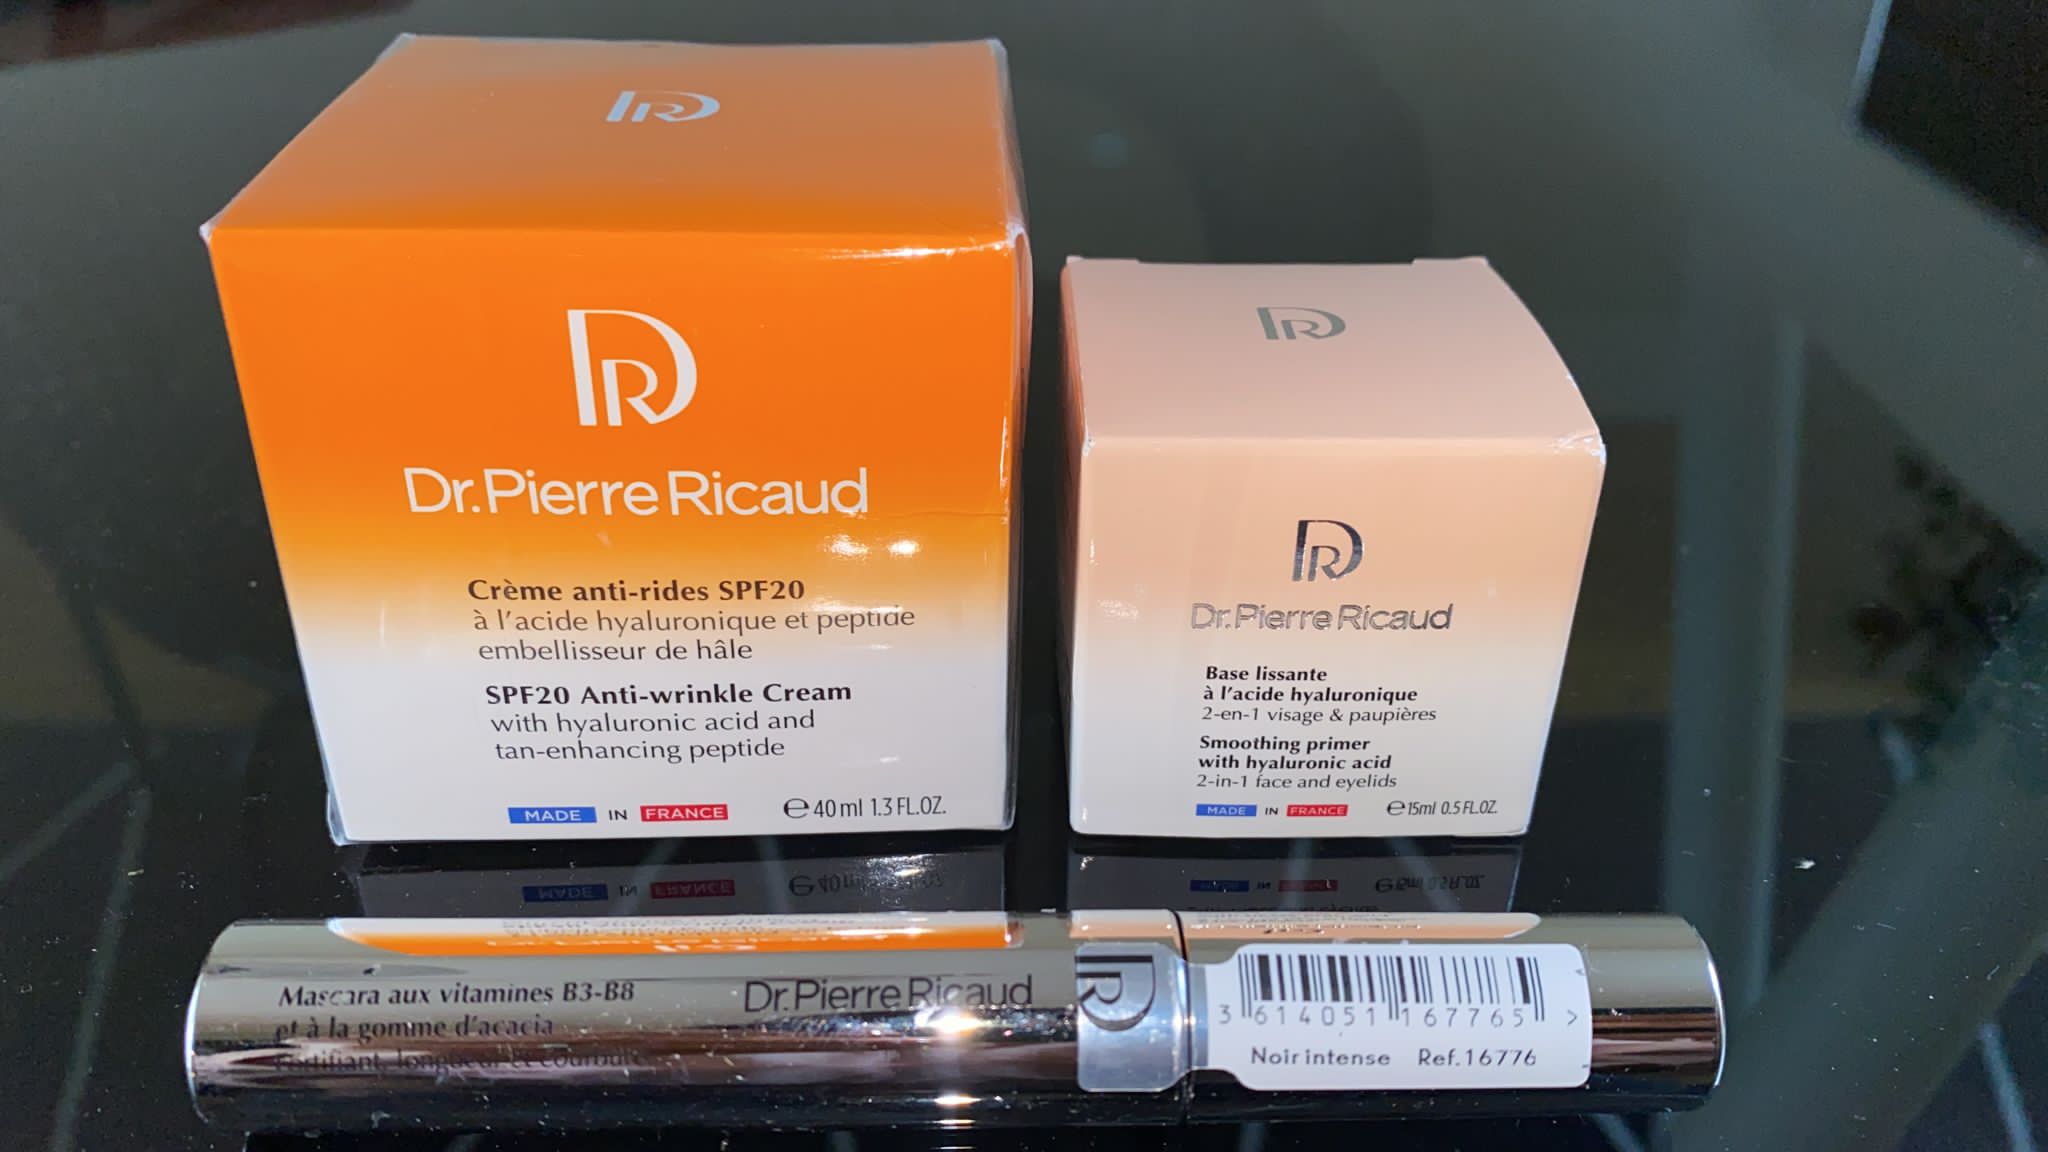 DR
DR
Dr.Pierre Ricaud
Crème anti-rides SPF20
à l'acide hyaluronique et peptide
embellisseur de hâle
SPF20 Anti-wrinkle Cream
with hyaluronic acid and
tan-enhancing peptide
MADE IN FRANCE
e 40 ml 1.3 FL.OZ.
DR
DR
Dr.Pierre Ricaud
Base lissante
à l'acide hyaluronique
2-en-1 visage & paupières
Smoothing primer
with hyaluronic acid
2-in-1 face and eyelids
MADE IN FRANCE
e 15ml 0.5 FL.OZ.
Mascara aux vitamines B3-B8
et à la gomme d'acacia
fortifiant, longueur et courbure
Dr.Pierre Ricaud
DR
3 614051 167765 >
Noir intense Ref.16776